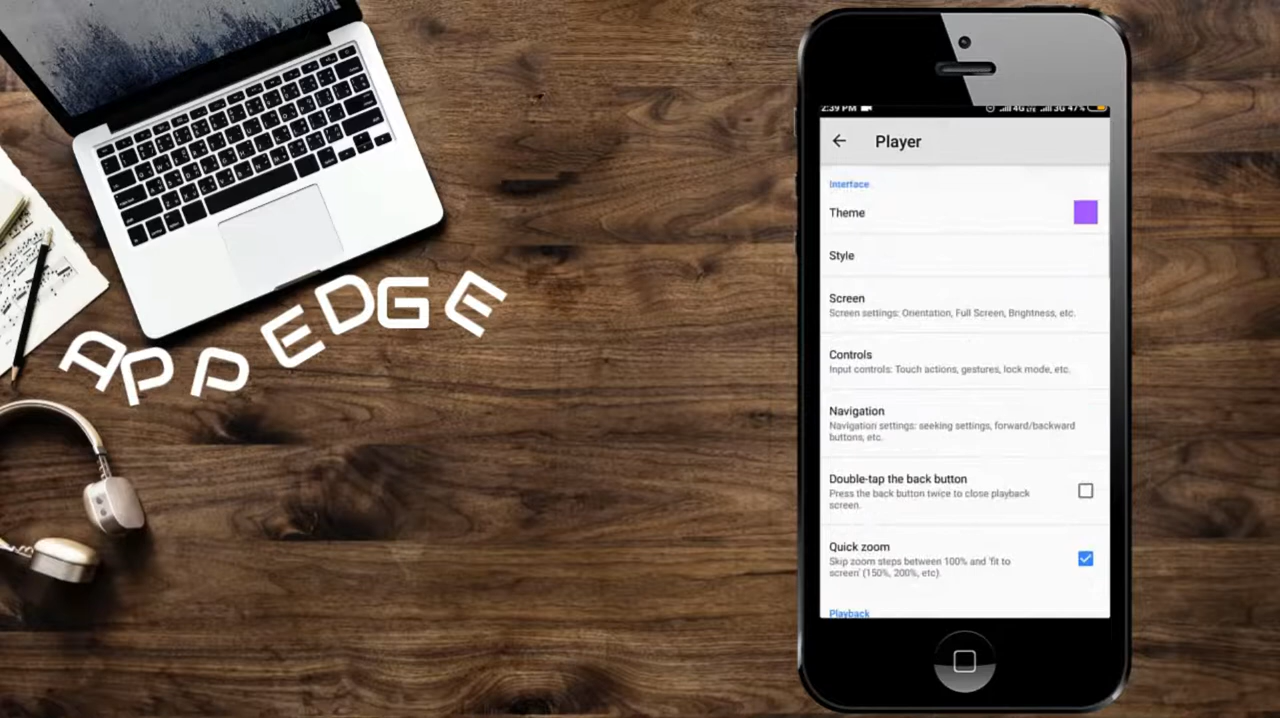 APP EDGE
2:39 PM 4G LTE 3G 47%
Player
Interface
Theme
Style
Screen
Screen settings: Orientation, Full Screen, Brightness, etc.
Controls
Input controls: Touch actions, gestures, lock mode, etc.
Navigation
Navigation settings: seeking settings, forward/backward
buttons, etc.
Double-tap the back button
Press the back button twice to close playback
screen.
Quick zoom
Skip zoom steps between 100% and 'fit to
screen' (150%, 200%, etc).
Playback